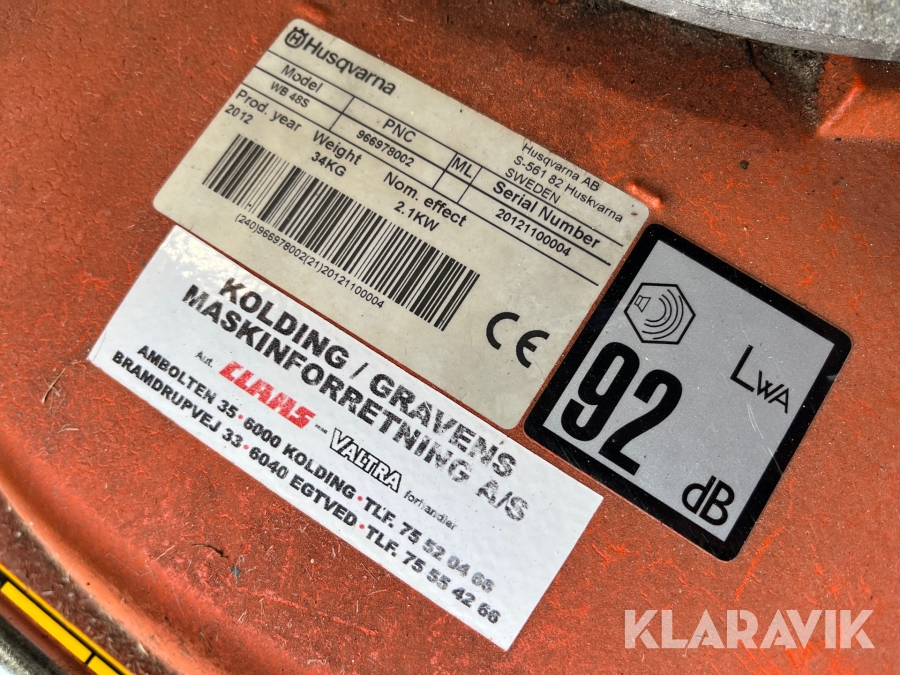 Husqvarna
Model
WB 48S
PNC
966978002
ML
Husqvarna AB
S-561 82 Huskvarna
SWEDEN
Prod. year
2012
Weight
34KG
Nom. effect
2.1KW
Serial Number
20121100004
(240)966978002(21)20121100004
CE
KOLDING / GRAVENS
MASKINFORRETNING A/S
Aut. CLAAS VALTRA forhandler
AMBOLTEN 35 • 6000 KOLDING • TLF. 75 52 04 68
BRAMDRUPVEJ 33 • 6040 EGTVED • TLF. 75 55 42 66
LWA
92
dB
KLARAVIK